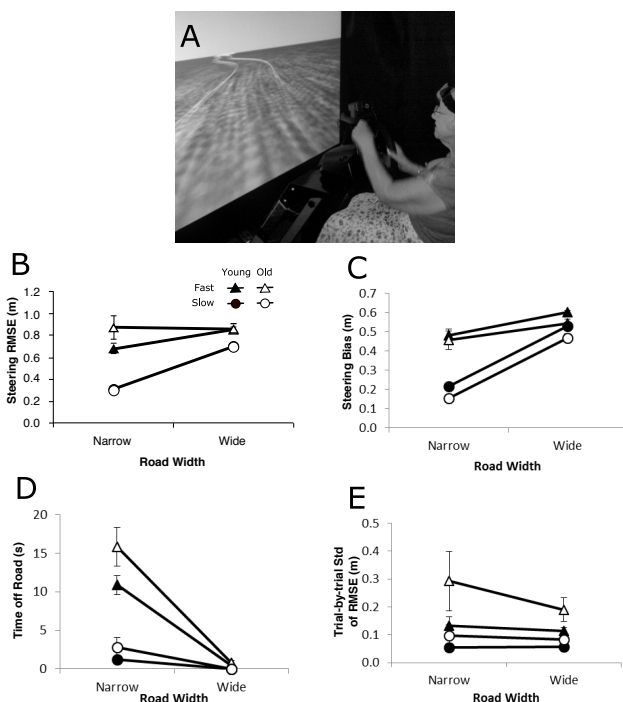 A
B
Young Old
Fast
Slow
Steering RMSE (m)
1.2
1.0
0.8
0.6
0.4
0.2
0.0
Narrow Wide
Road Width
C
Steering Bias (m)
0.7
0.6
0.5
0.4
0.3
0.2
0.1
0.0
Narrow Wide
Road Width
D
Time off Road (s)
20
15
10
5
0
Narrow Wide
Road Width
E
Trial-by-trial Std
of RMSE (m)
0.5
0.4
0.3
0.2
0.1
0.0
Narrow Wide
Road Width